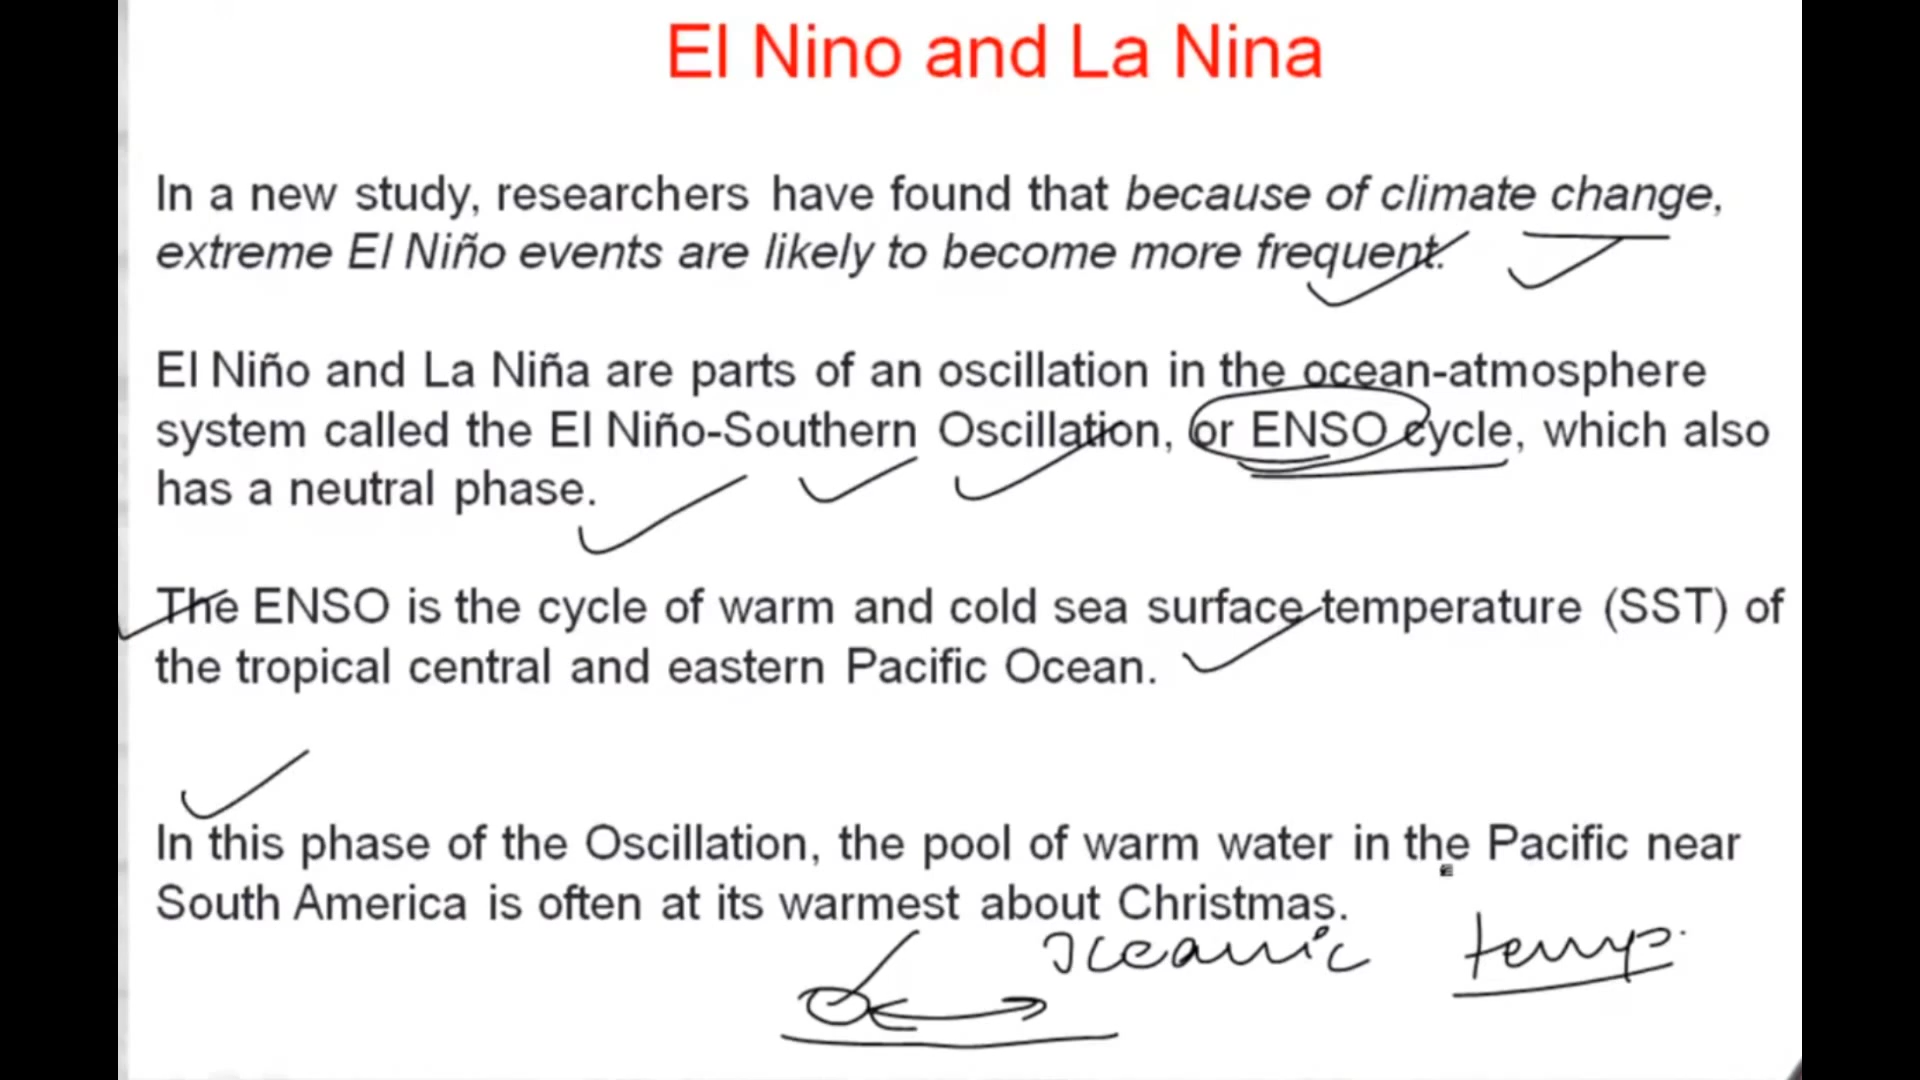 El Nino and La Nina
In a new study, researchers have found that because of climate change,
extreme El Niño events are likely to become more frequent.
El Niño and La Niña are parts of an oscillation in the ocean-atmosphere
system called the El Niño-Southern Oscillation, or ENSO cycle, which also
has a neutral phase.
The ENSO is the cycle of warm and cold sea surface temperature (SST) of
the tropical central and eastern Pacific Ocean.
In this phase of the Oscillation, the pool of warm water in the Pacific near
South America is often at its warmest about Christmas.
oceanic temp.